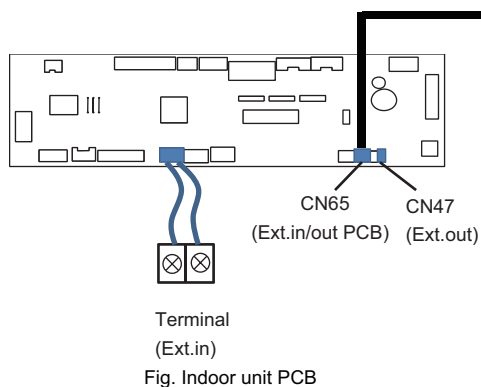 CN65
(Ext.in/out PCB)
CN47
(Ext.out)
Terminal
(Ext.in)
Fig. Indoor unit PCB